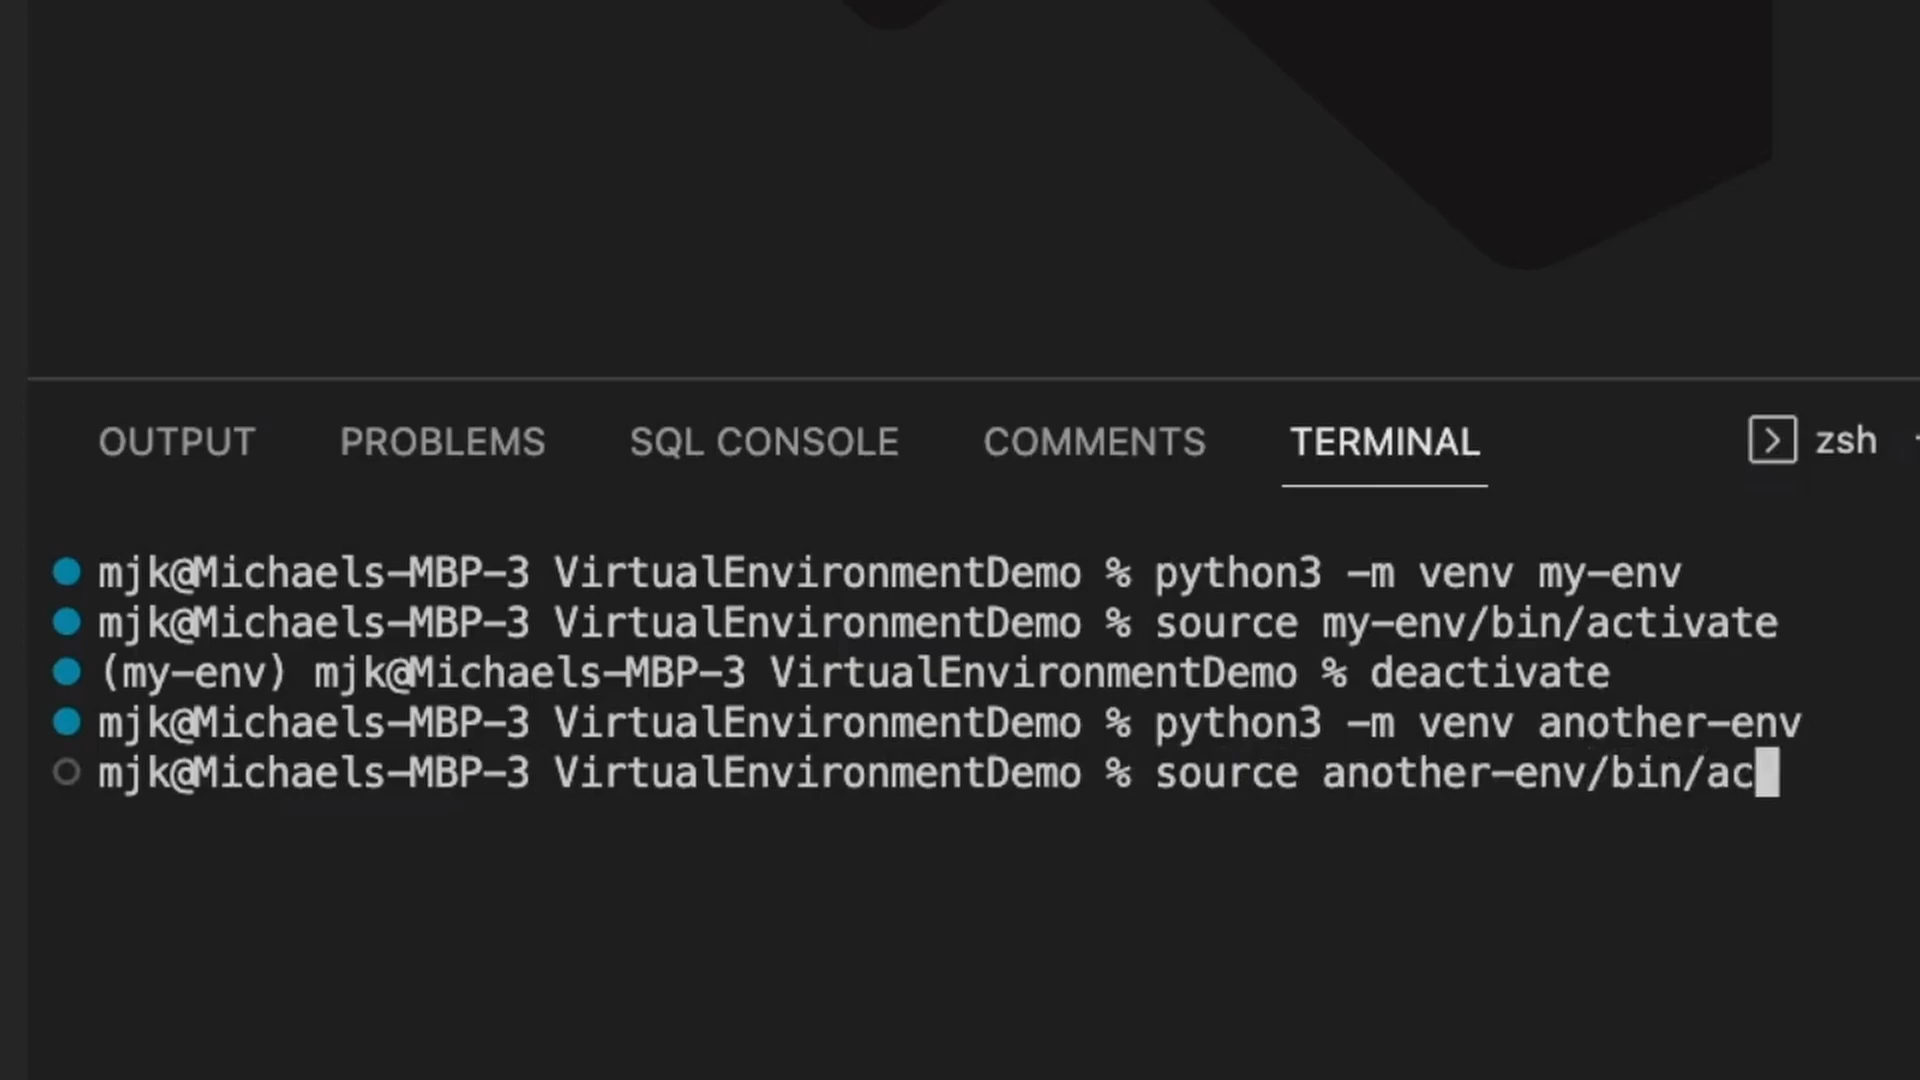 OUTPUT PROBLEMS SQL CONSOLE COMMENTS TERMINAL zsh
mjk@Michaels-MBP-3 VirtualEnvironmentDemo % python3 -m venv my-env
mjk@Michaels-MBP-3 VirtualEnvironmentDemo % source my-env/bin/activate
(my-env) mjk@Michaels-MBP-3 VirtualEnvironmentDemo % deactivate
mjk@Michaels-MBP-3 VirtualEnvironmentDemo % python3 -m venv another-env
mjk@Michaels-MBP-3 VirtualEnvironmentDemo % source another-env/bin/ac